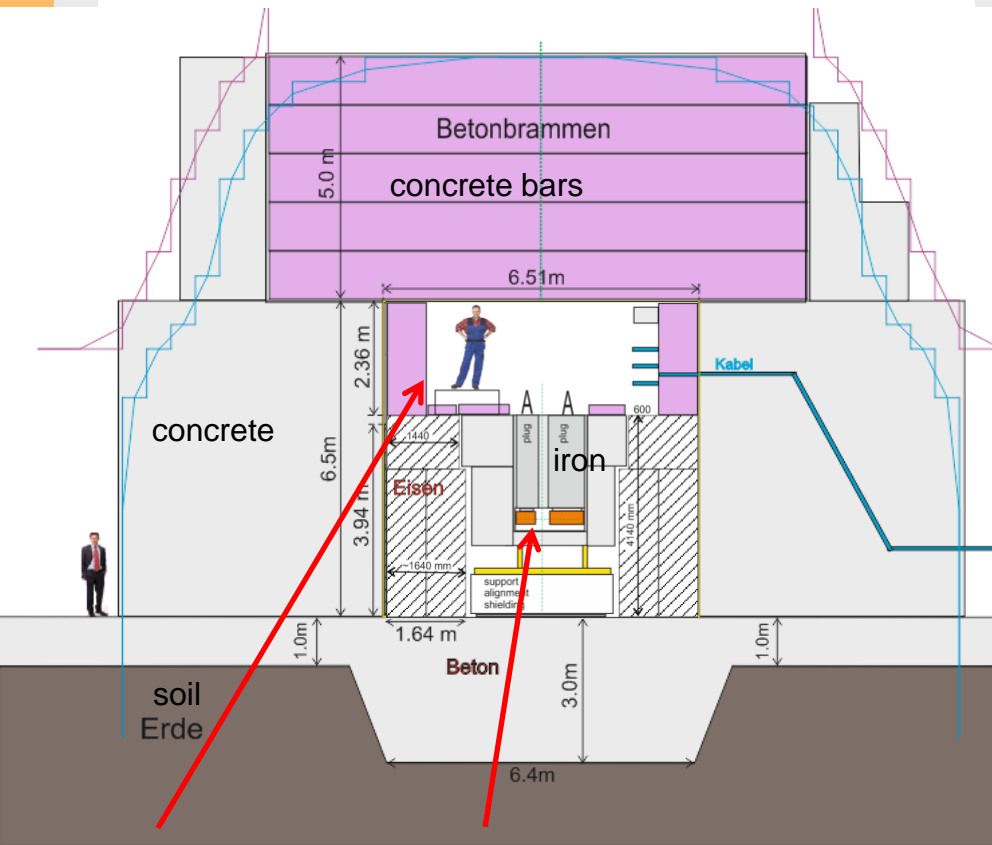 Betonbrammen
concrete bars
5.0 m
6.51m
2.36 m
Kabel
A A
600
concrete
6.5m
1440
plug
plug
iron
Eisen
3.94 m
4140 mm
~1640 mm
support
alignment
shielding
1.64 m
1.0m
1.0m
Beton
3.0m
soil
Erde
6.4m